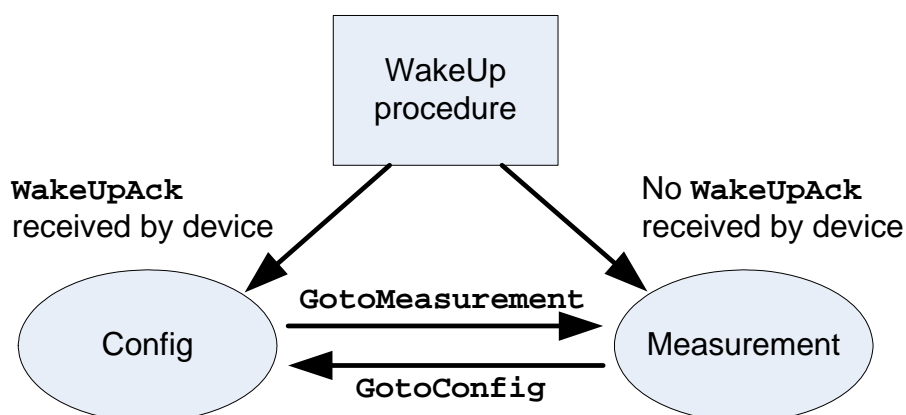 WakeUp
procedure
WakeUpAck
received by device
No WakeUpAck
received by device
GotoMeasurement
Config
Measurement
GotoConfig